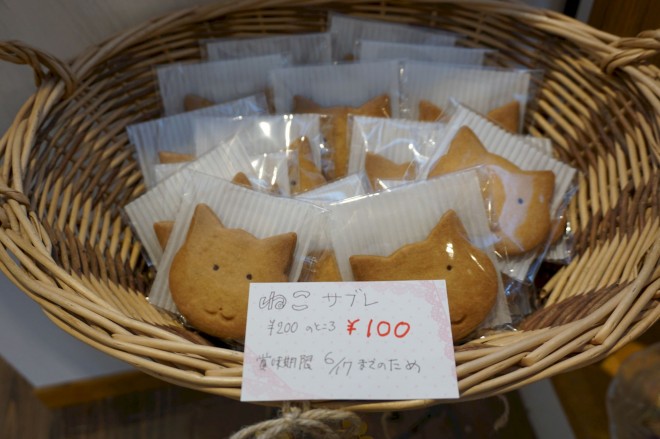 ねこ サブレ
¥200 のところ ¥100
賞味期限 6/17 までのため